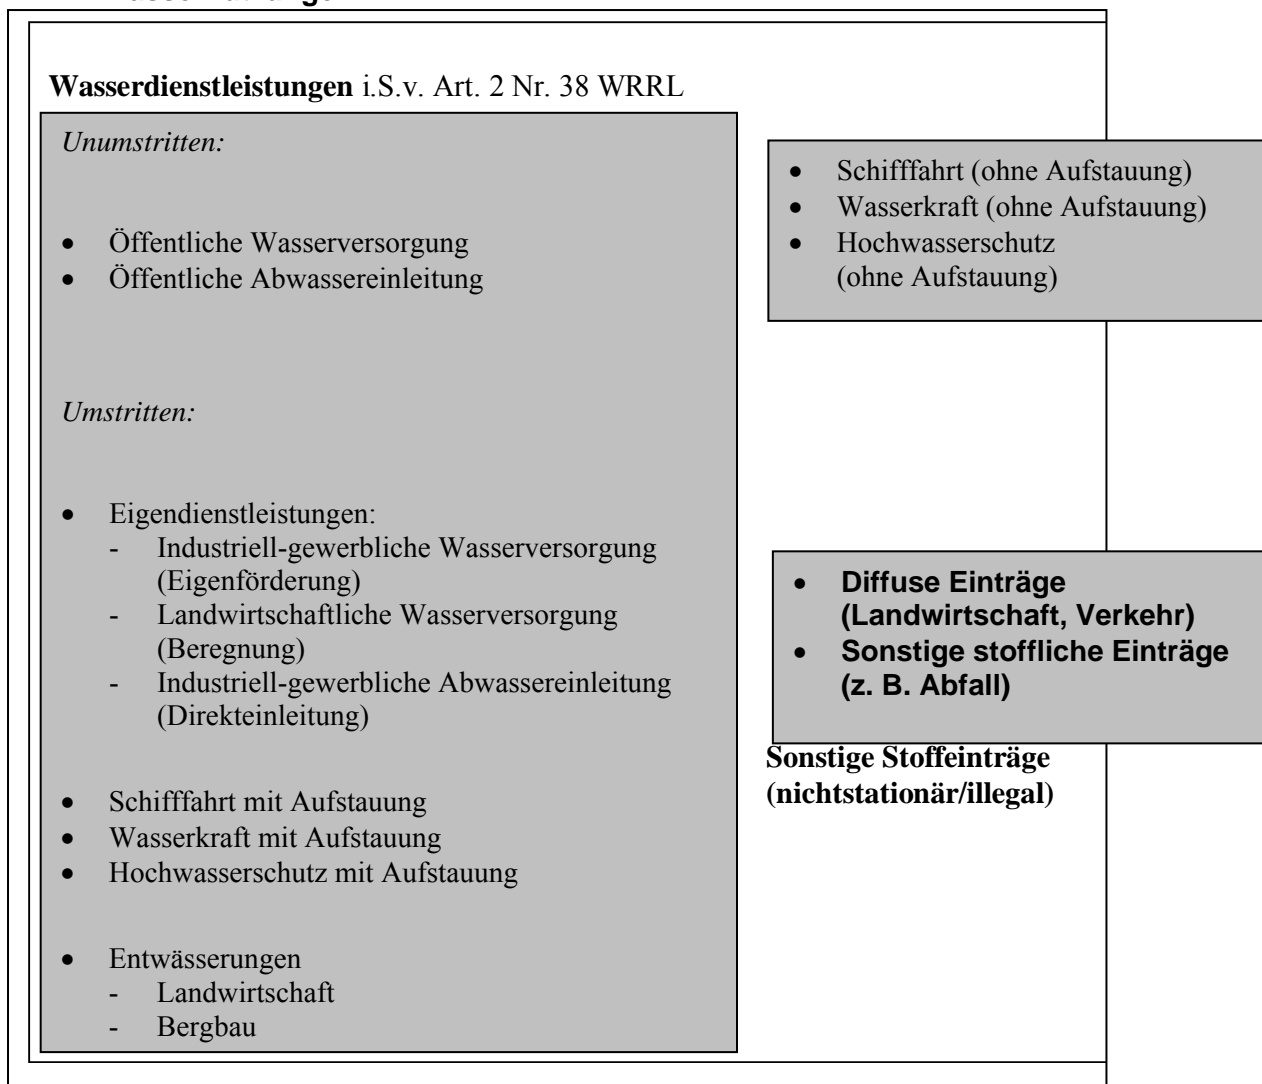 Wasserdienstleistungen i.S.v. Art. 2 Nr. 38 WRRL
Unumstritten:
• Öffentliche Wasserversorgung
• Öffentliche Abwassereinleitung
Umstritten:
• Eigendienstleistungen:
- Industriell-gewerbliche Wasserversorgung
(Eigenförderung)
- Landwirtschaftliche Wasserversorgung
(Beregnung)
- Industriell-gewerbliche Abwassereinleitung
(Direkteinleitung)
• Schifffahrt mit Aufstauung
• Wasserkraft mit Aufstauung
• Hochwasserschutz mit Aufstauung
• Entwässerungen
- Landwirtschaft
- Bergbau
• Schifffahrt (ohne Aufstauung)
• Wasserkraft (ohne Aufstauung)
• Hochwasserschutz
(ohne Aufstauung)
• Diffuse Einträge
(Landwirtschaft, Verkehr)
• Sonstige stoffliche Einträge
(z. B. Abfall)
Sonstige Stoffeinträge
(nichtstationär/illegal)